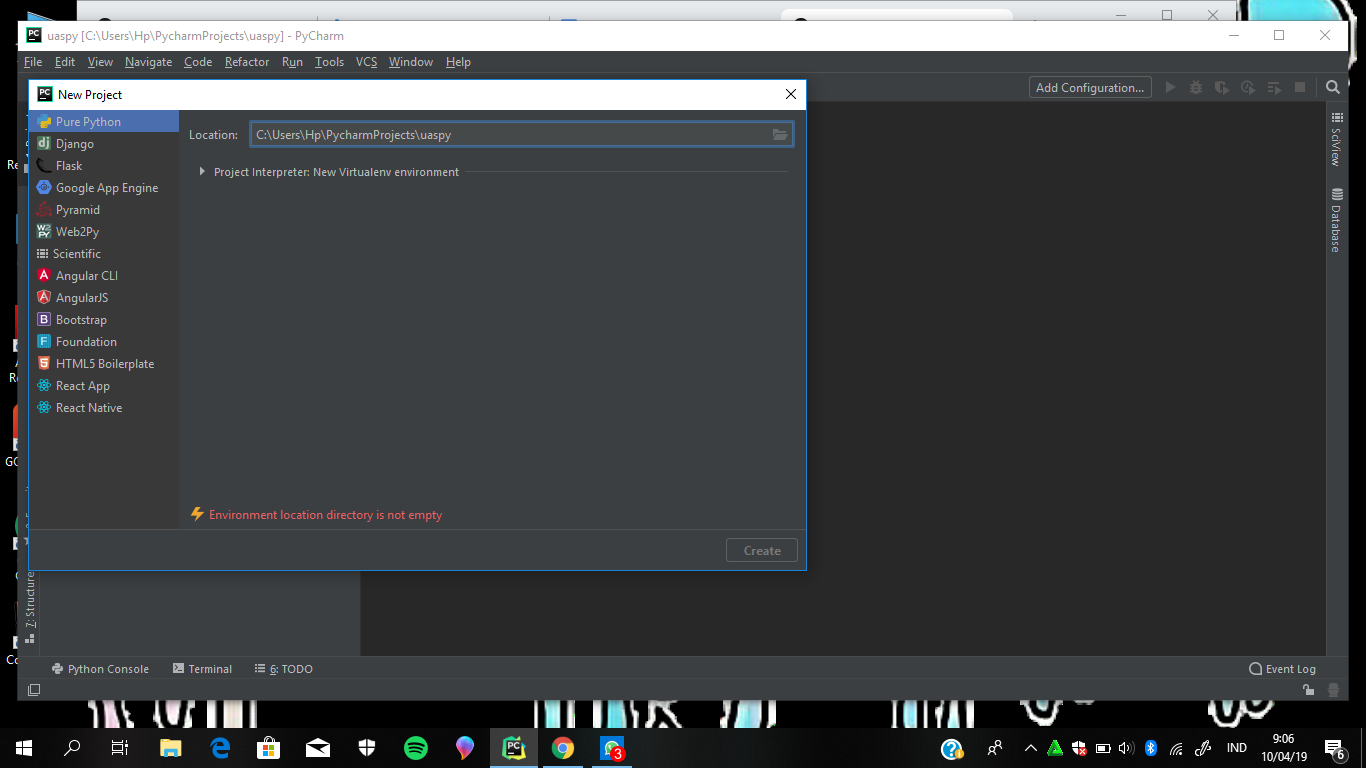 uaspy [C:\Users\Hp\PycharmProjects\uaspy] - PyCharm
File Edit View Navigate Code Refactor Run Tools VCS Window Help
Add Configuration...
New Project
Pure Python
Django
Flask
Google App Engine
Pyramid
Web2Py
Scientific
Angular CLI
AngularJS
Bootstrap
Foundation
HTML5 Boilerplate
React App
React Native
Location: C:\Users\Hp\PycharmProjects\uaspy
Project Interpreter: New Virtualenv environment
Environment location directory is not empty
Create
SciView
Database
7: Structure
Python Console Terminal 6: TODO Event Log
3
IND
9:06
10/04/19
6